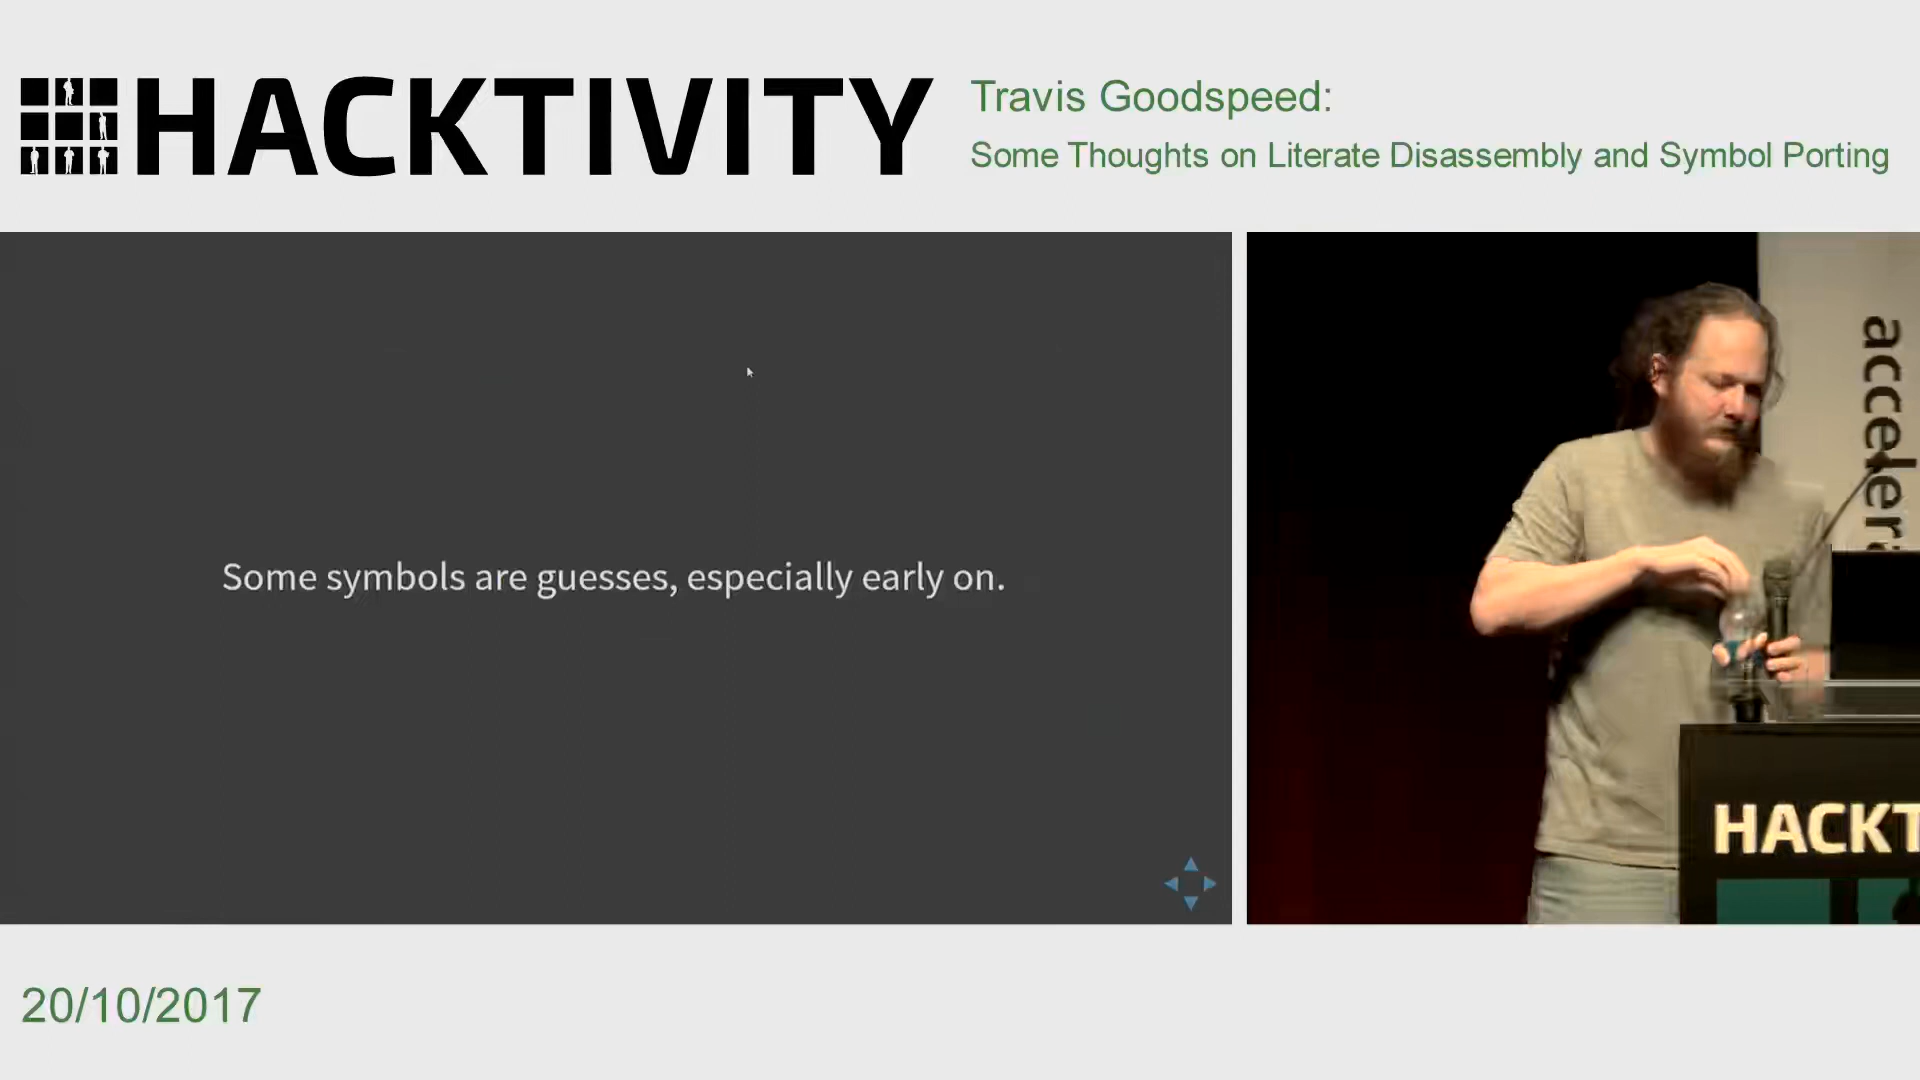 HACKTIVITY
Travis Goodspeed:
Some Thoughts on Literate Disassembly and Symbol Porting
Some symbols are guesses, especially early on.
acceler
HACKT
20/10/2017